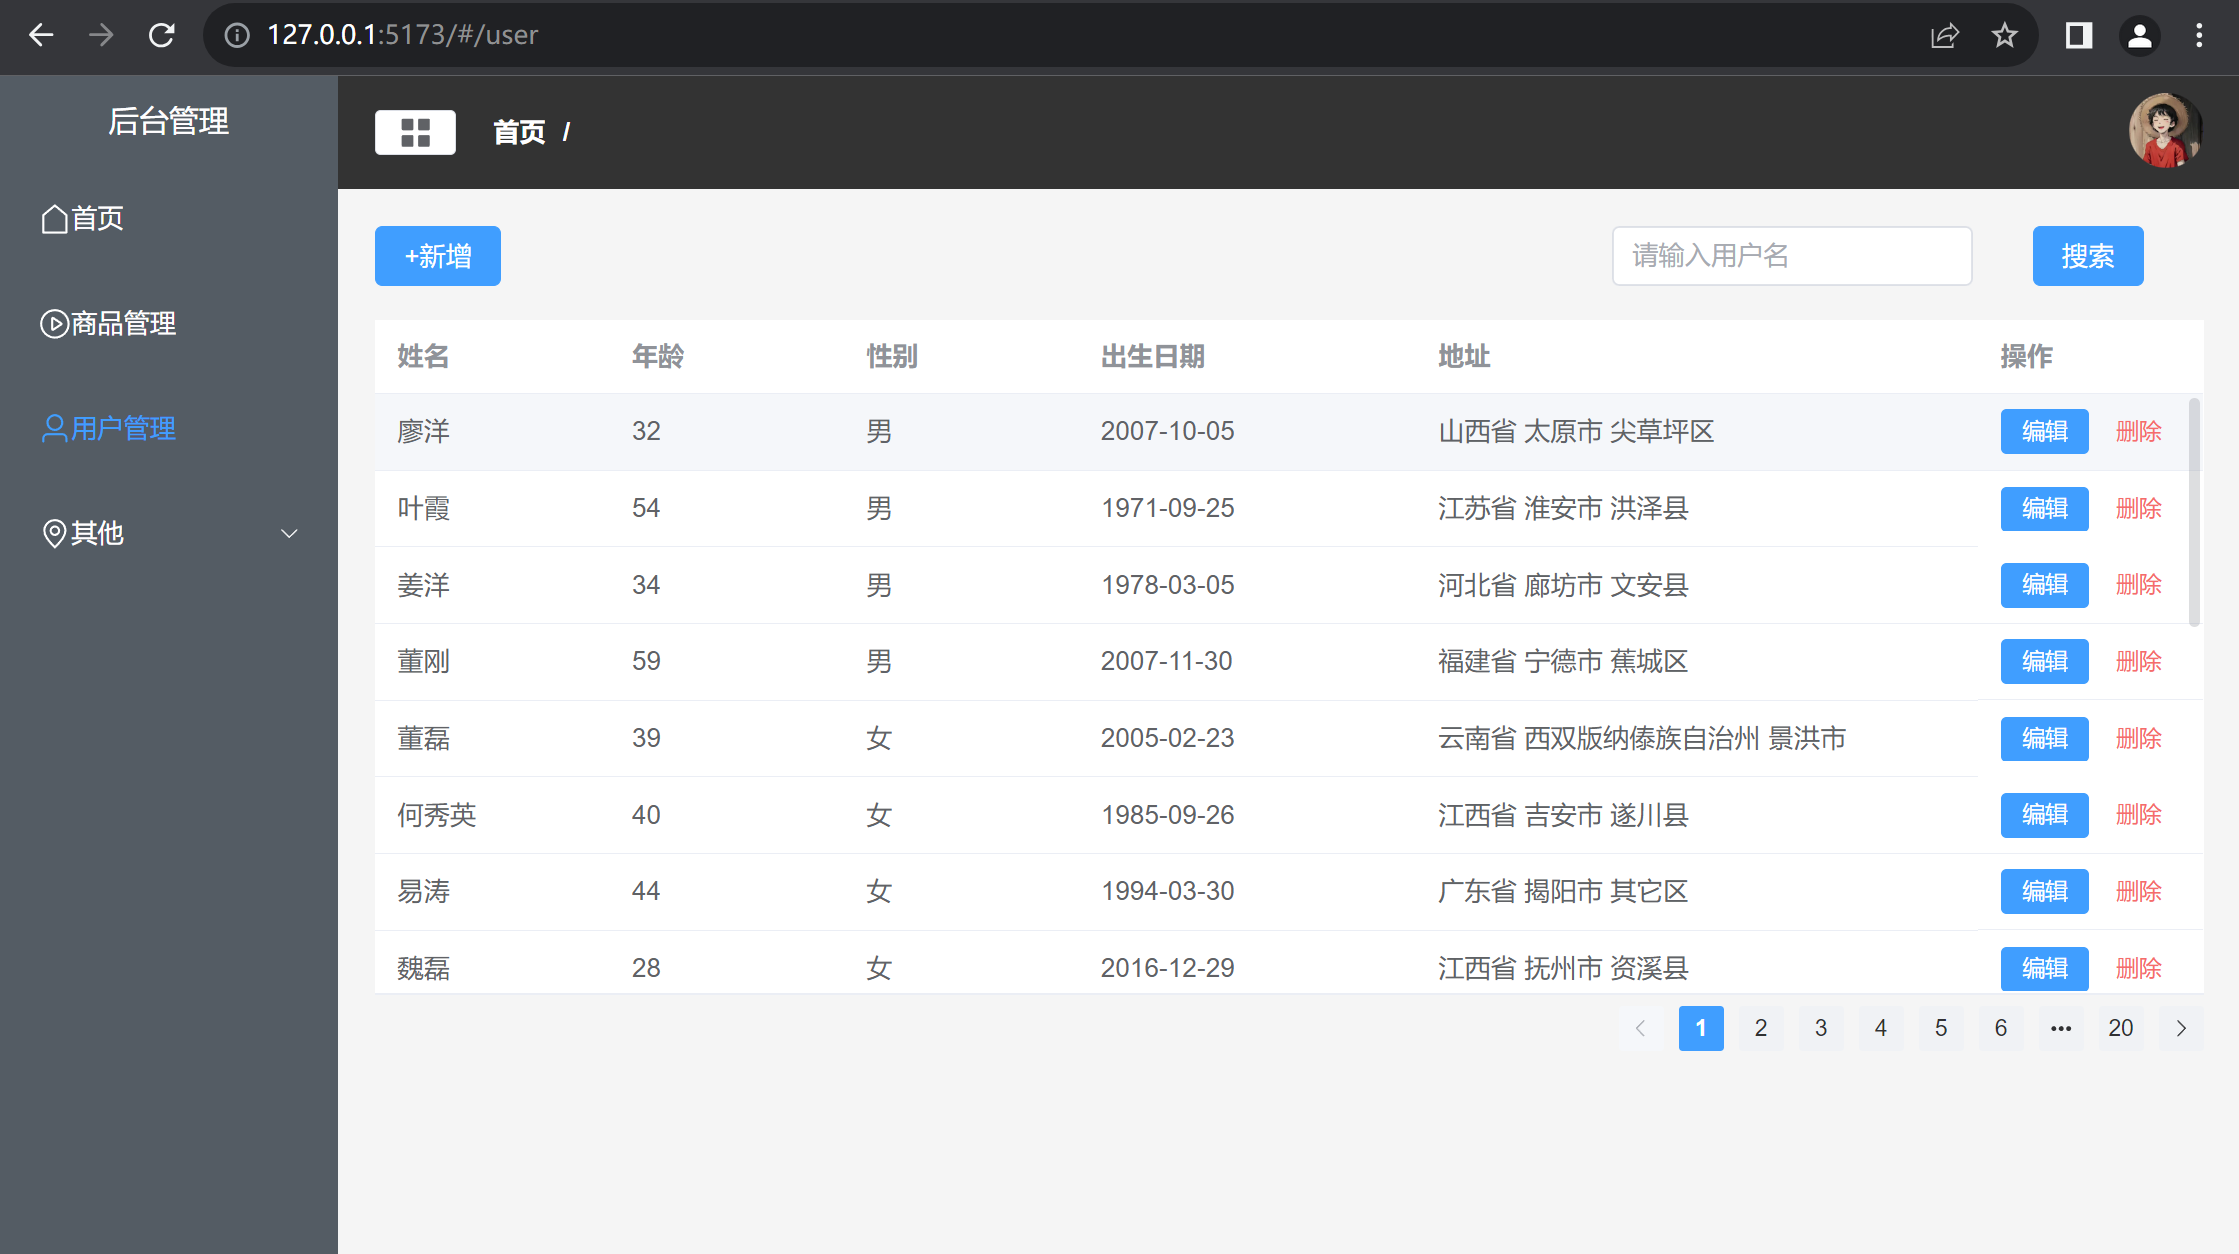 127.0.0.1:5173/#/user
后台管理
首页 /
首页
商品管理
用户管理
其他
+新增
请输入用户名
搜索
姓名 年龄 性别 出生日期 地址 操作
廖洋 32 男 2007-10-05 山西省 太原市 尖草坪区 编辑 删除
叶霞 54 男 1971-09-25 江苏省 淮安市 洪泽县 编辑 删除
姜洋 34 男 1978-03-05 河北省 廊坊市 文安县 编辑 删除
董刚 59 男 2007-11-30 福建省 宁德市 蕉城区 编辑 删除
董磊 39 女 2005-02-23 云南省 西双版纳傣族自治州 景洪市 编辑 删除
何秀英 40 女 1985-09-26 江西省 吉安市 遂川县 编辑 删除
易涛 44 女 1994-03-30 广东省 揭阳市 其它区 编辑 删除
魏磊 28 女 2016-12-29 江西省 抚州市 资溪县 编辑 删除
1 2 3 4 5 6 ••• 20